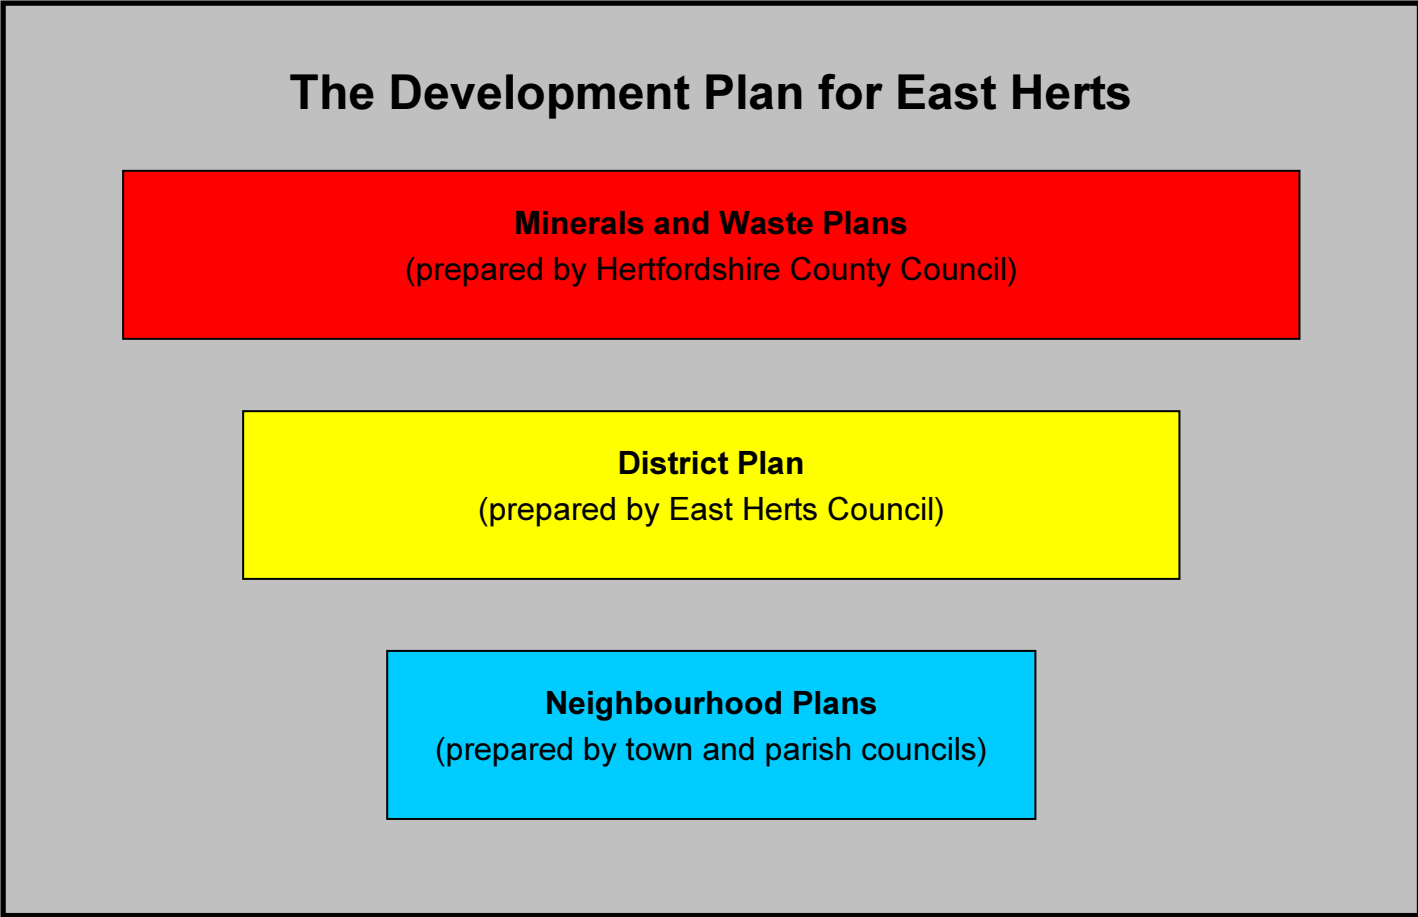 The Development Plan for East Herts
Minerals and Waste Plans
(prepared by Hertfordshire County Council)
District Plan
(prepared by East Herts Council)
Neighbourhood Plans
(prepared by town and parish councils)